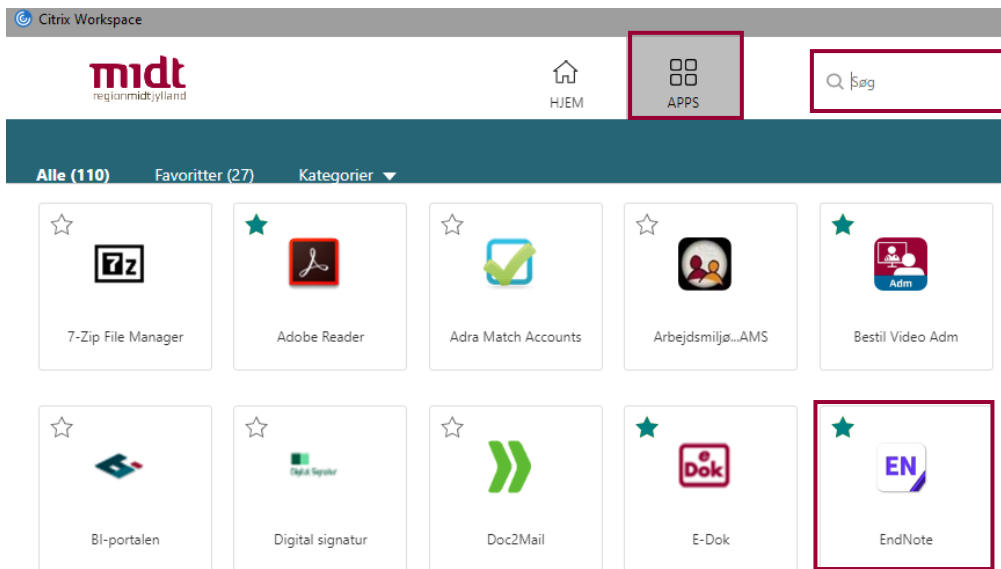 Citrix Workspace
midt
regionmidtjylland
HJEM
APPS
Søg
Alle (110)
Favoritter (27)
Kategorier
7z
Adm
7-Zip File Manager
Adobe Reader
Adra Match Accounts
Arbejdsmiljø...AMS
Bestil Video Adm
Digital Signatur
e
Dok
EN
BI-portalen
Digital signatur
Doc2Mail
E-Dok
EndNote